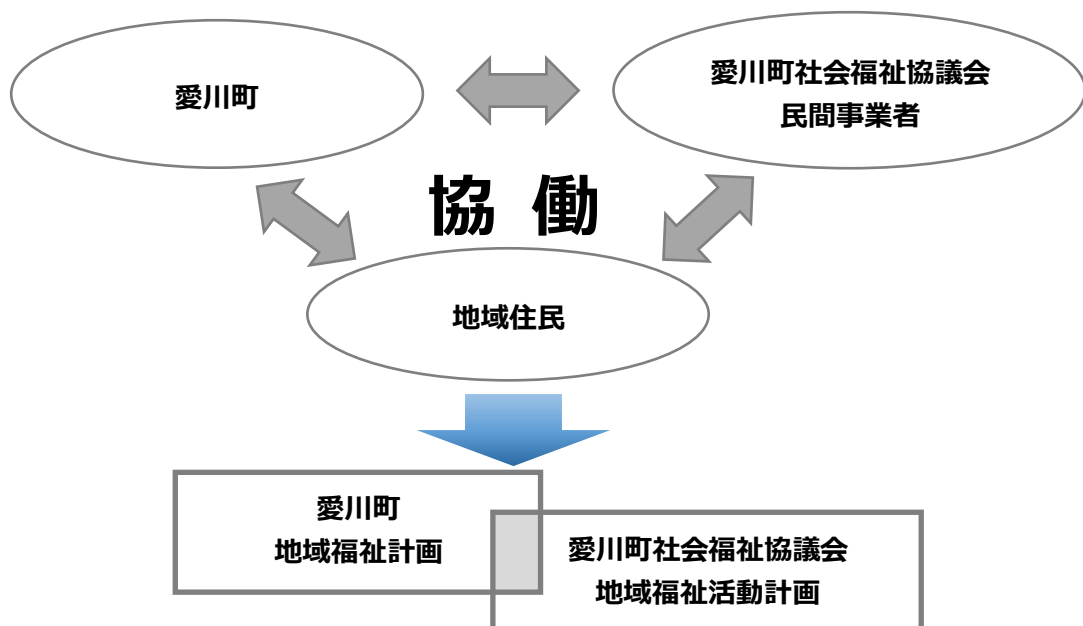 愛川町
愛川町社会福祉協議会
民間事業者
協 働
地域住民
愛川町
地域福祉計画
愛川町社会福祉協議会
地域福祉活動計画